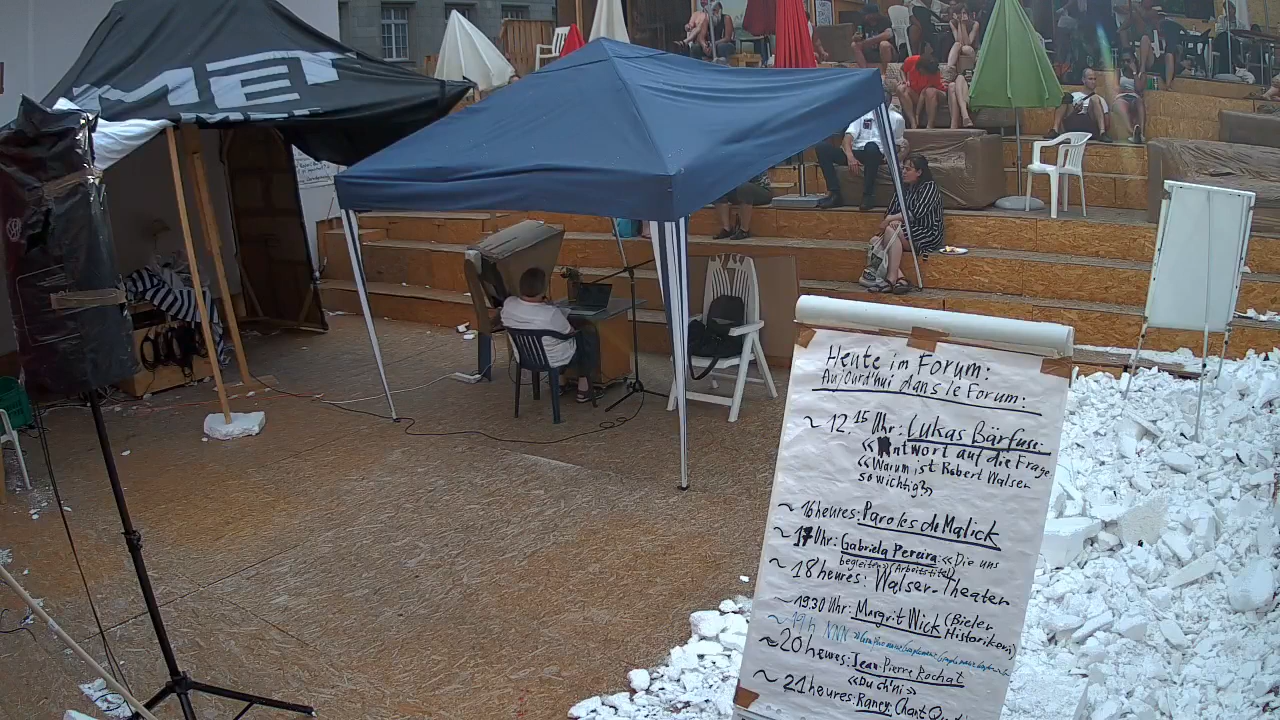 MET
Heute im Forum:
Aujourd'hui dans le Forum:
~ 12.15 Uhr: Lukas Bärfuss:
«Antwort auf die Frage
«Warum ist Robert Walser
so wichtig?»
~ 16 heures: Paroles de Malick
~ 17 Uhr: Gabriela Pereira: «Die uns
begleiten» (Arbeitstitel)
~ 18 heures: Walser-Theater
~ 19.30 Uhr: Margrit Wick (Bieler
Historikerin)
~ 19h NNN
~ 20 heures: Jean-Pierre Rochat
«Du ch'ni»
~ 21 heures: Raney: Chant